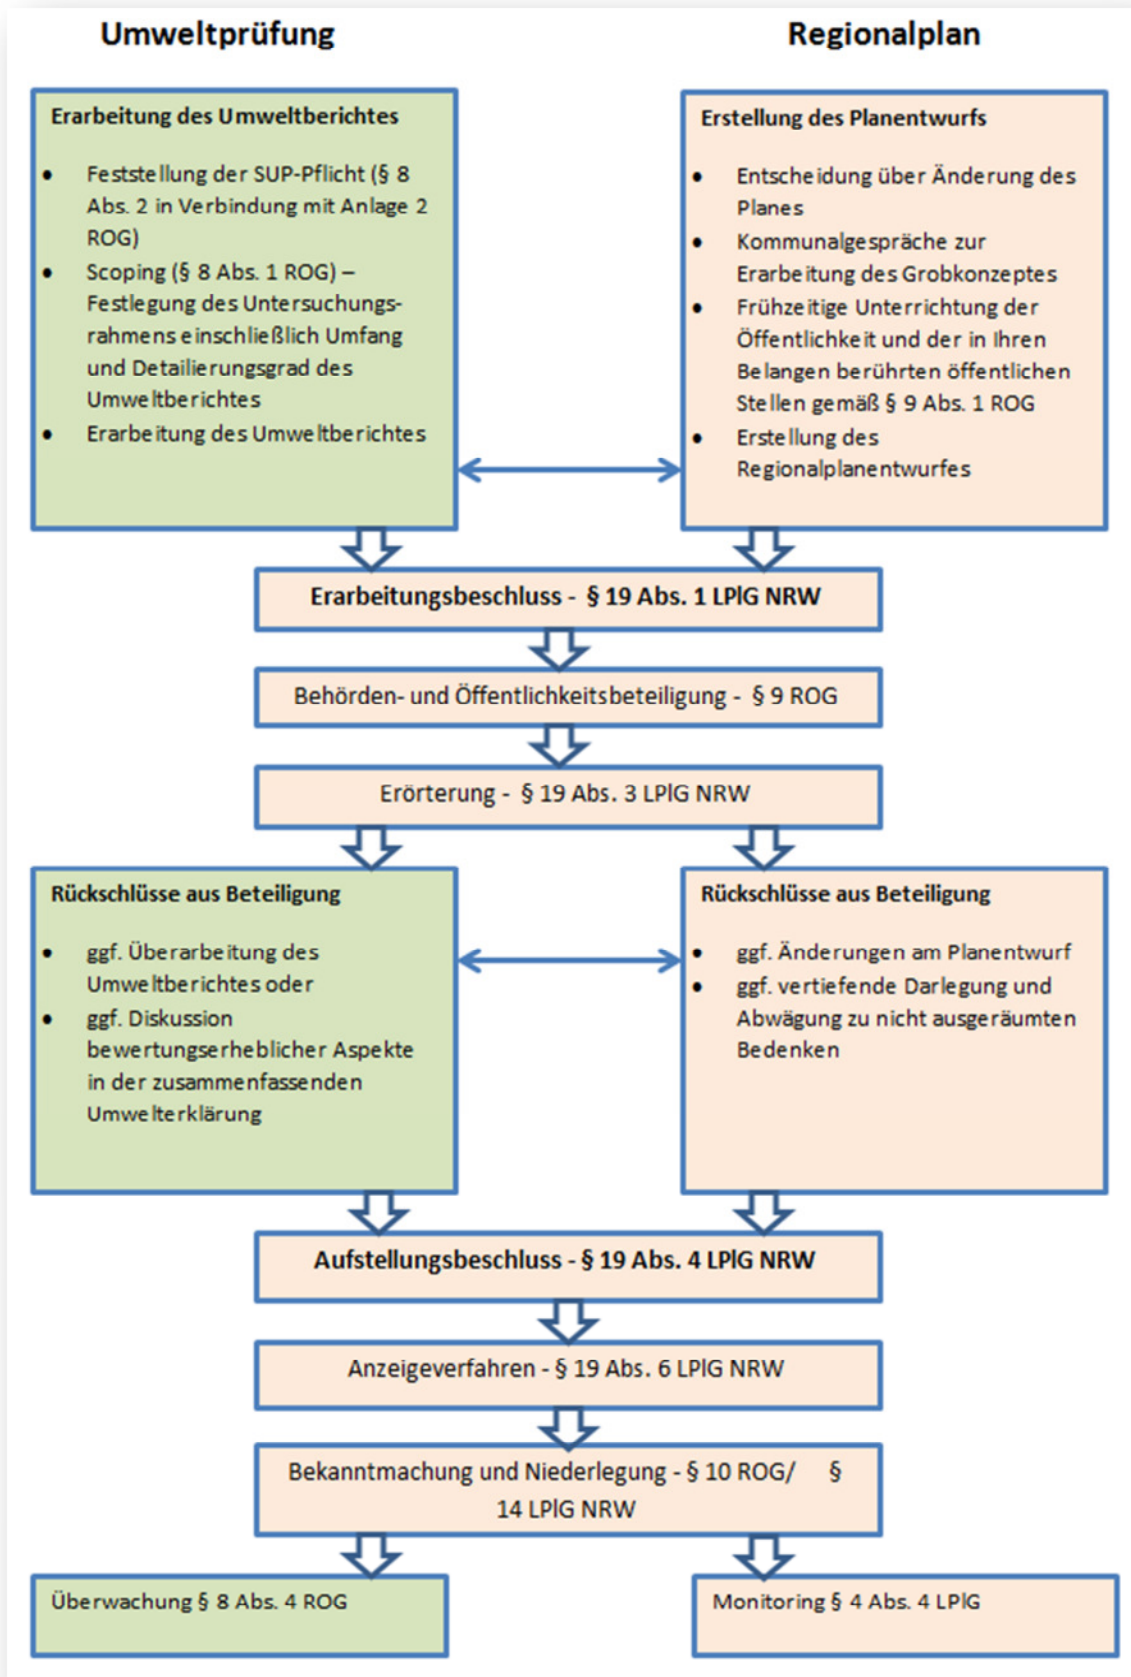 Umweltprüfung
Regionalplan
Erarbeitung des Umweltberichtes
• Feststellung der SUP-Pflicht (§ 8
Abs. 2 in Verbindung mit Anlage 2
ROG)
• Scoping (§ 8 Abs. 1 ROG) –
Festlegung des Untersuchungs-
rahmens einschließlich Umfang
und Detailierungsgrad des
Umweltberichtes
• Erarbeitung des Umweltberichtes
Erstellung des Planentwurfs
• Entscheidung über Änderung des
Planes
• Kommunalgespräche zur
Erarbeitung des Grobkonzeptes
• Frühzeitige Unterrichtung der
Öffentlichkeit und der in Ihren
Belangen berührten öffentlichen
Stellen gemäß § 9 Abs. 1 ROG
• Erstellung des
Regionalplanentwurfes
Erarbeitungsbeschluss - § 19 Abs. 1 LPlG NRW
Behörden- und Öffentlichkeitsbeteiligung - § 9 ROG
Erörterung - § 19 Abs. 3 LPlG NRW
Rückschlüsse aus Beteiligung
• ggf. Überarbeitung des
Umweltberichtes oder
• ggf. Diskussion
bewertungserheblicher Aspekte
in der zusammenfassenden
Umwelterklärung
Rückschlüsse aus Beteiligung
• ggf. Änderungen am Planentwurf
• ggf. vertiefende Darlegung und
Abwägung zu nicht ausgeräumten
Bedenken
Aufstellungsbeschluss - § 19 Abs. 4 LPlG NRW
Anzeigeverfahren - § 19 Abs. 6 LPlG NRW
Bekanntmachung und Niederlegung - § 10 ROG/ §
14 LPlG NRW
Überwachung § 8 Abs. 4 ROG
Monitoring § 4 Abs. 4 LPlG